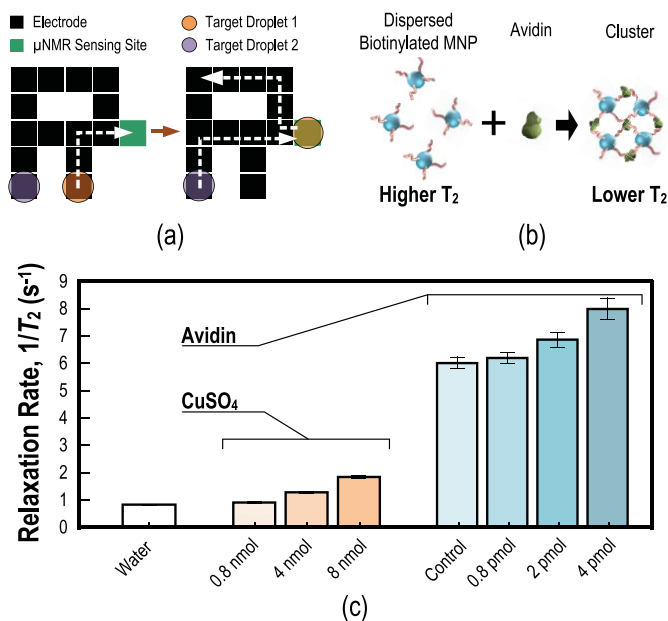 Electrode
µNMR Sensing Site
Target Droplet 1
Target Droplet 2
(a)
Dispersed
Biotinylated MNP
Avidin
Cluster
Higher T₂
Lower T₂
(b)
Relaxation Rate, 1/T₂ (s⁻¹)
9
8
7
6
5
4
3
2
1
0
Avidin
CuSO₄
Water
0.8 nmol
4 nmol
8 nmol
Control
0.8 pmol
2 pmol
4 pmol
(c)